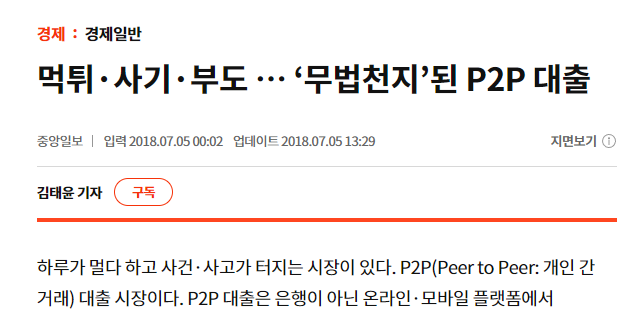 경제 : 경제일반
먹튀·사기·부도 … ‘무법천지’된 P2P 대출
중앙일보 | 입력 2018.07.05 00:02 업데이트 2018.07.05 13:29 지면보기
김태윤 기자 구독
하루가 멀다 하고 사건·사고가 터지는 시장이 있다. P2P(Peer to Peer: 개인 간
거래) 대출 시장이다. P2P 대출은 은행이 아닌 온라인·모바일 플랫폼에서